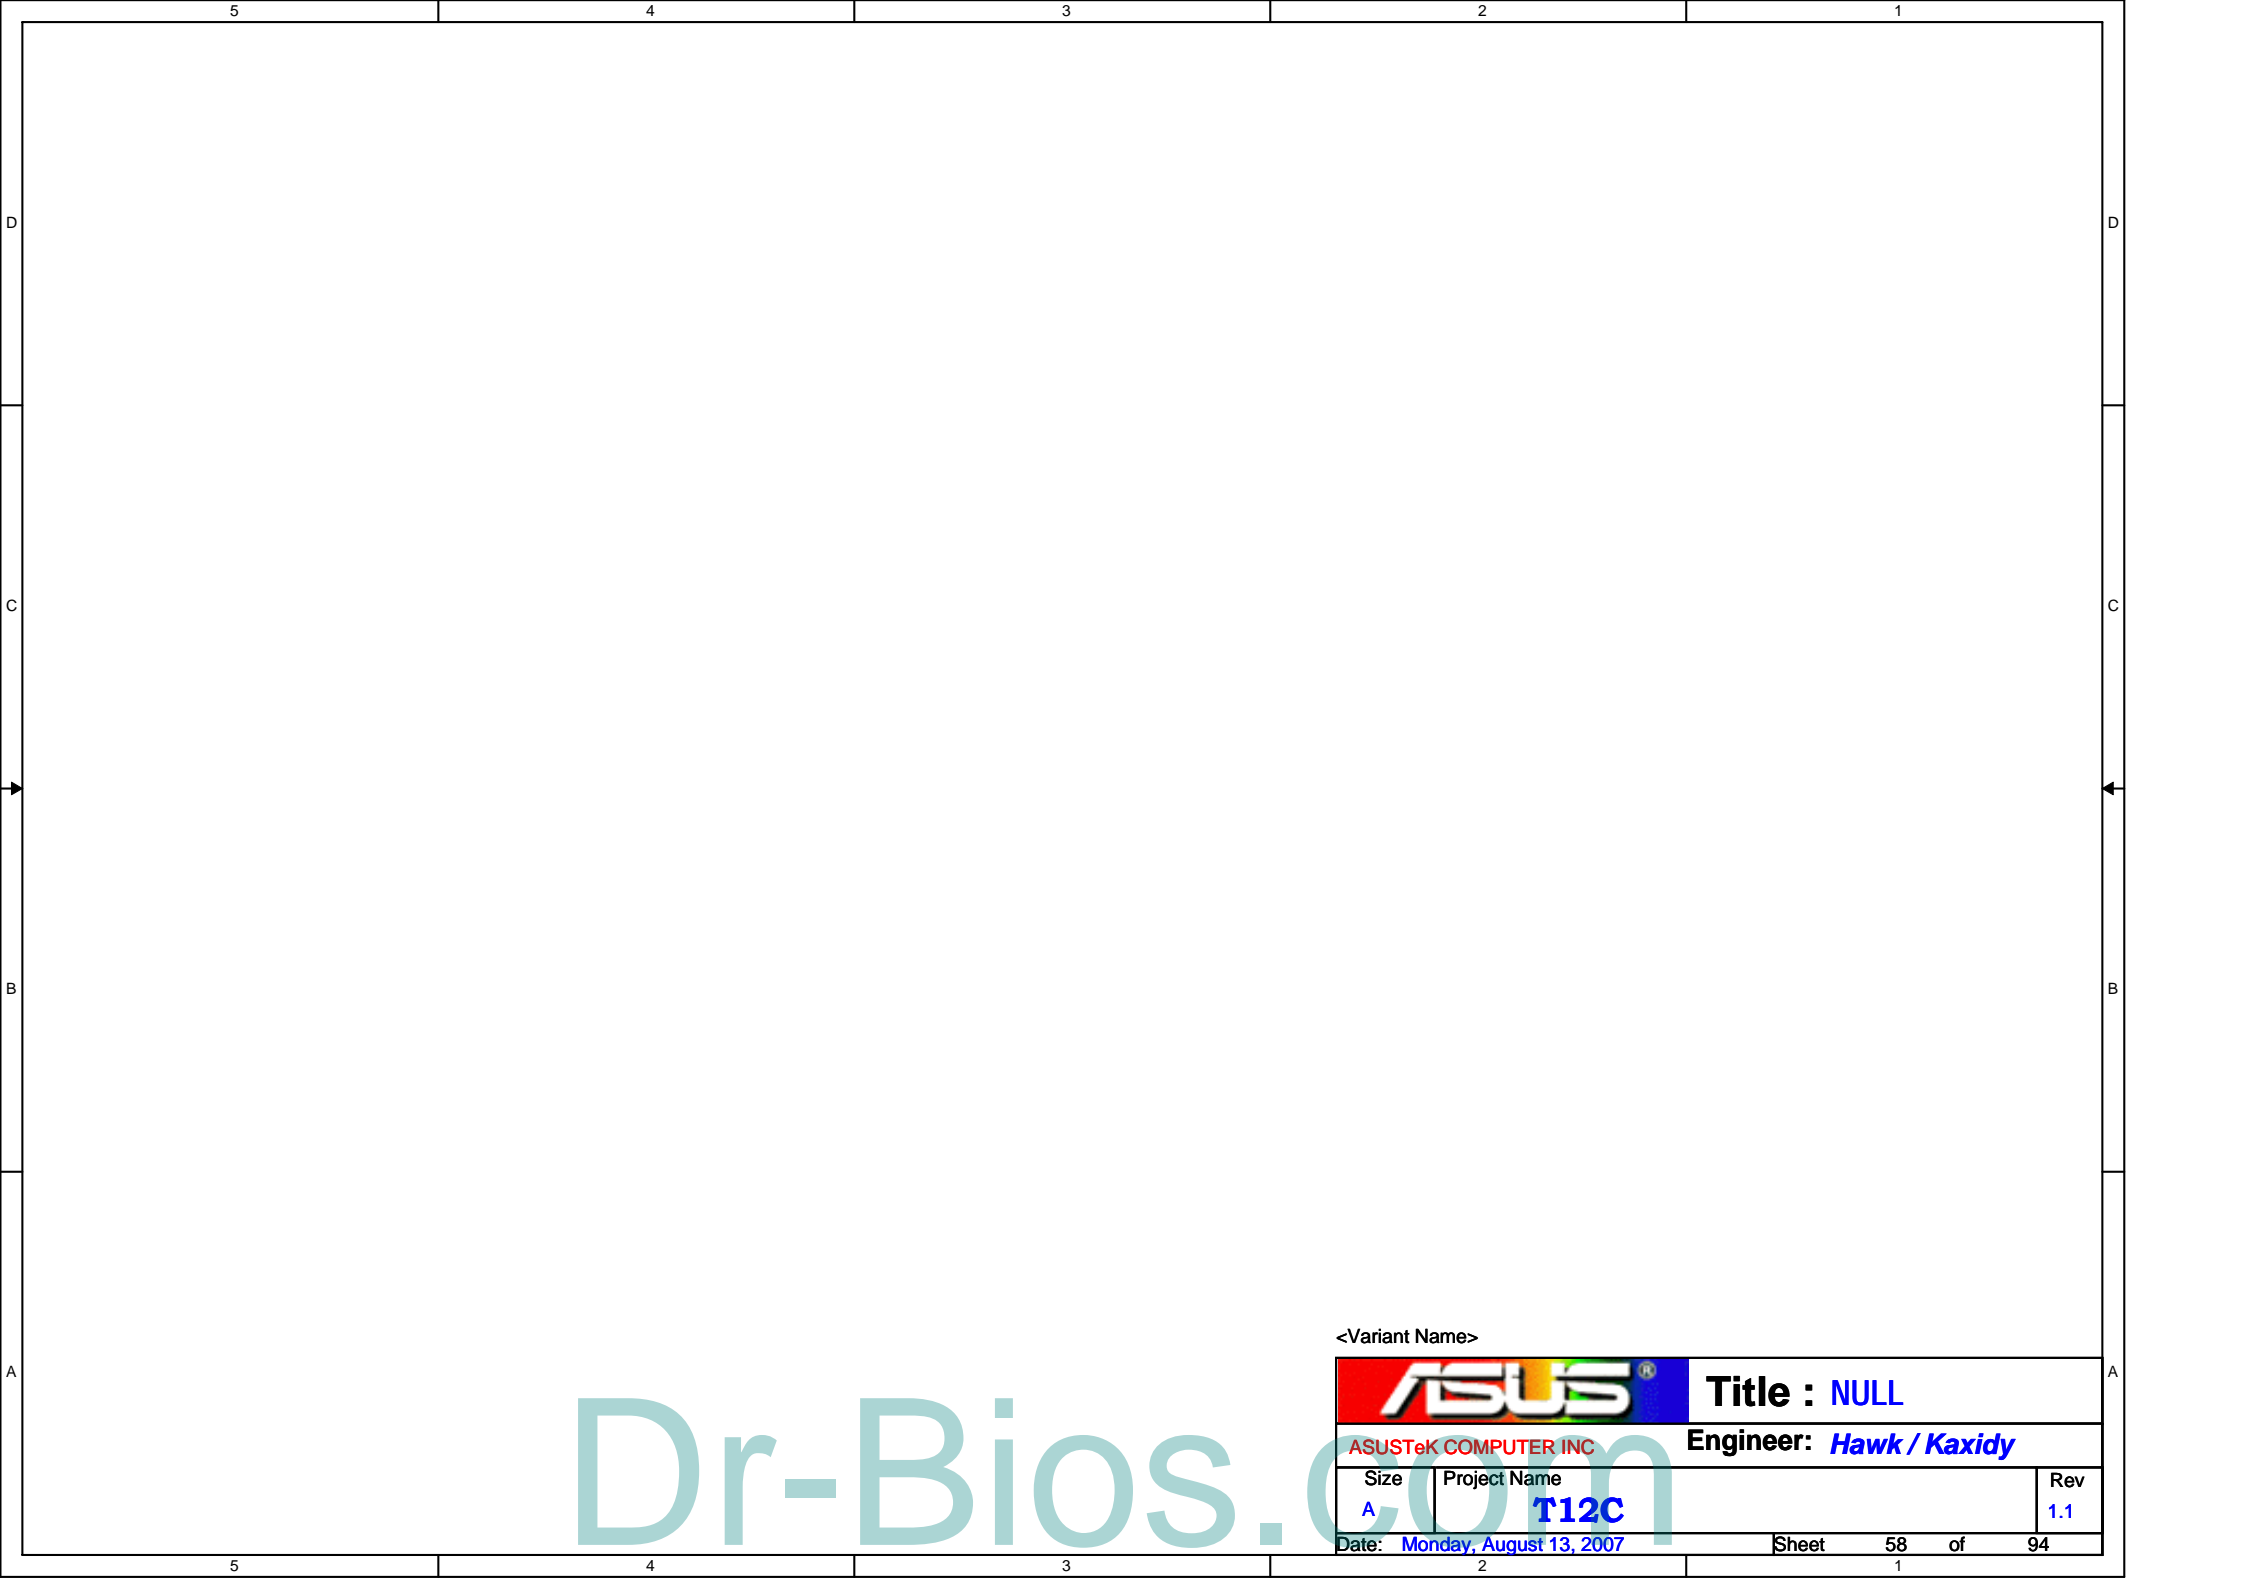 5 4 3 2 1
D D
C C
B B
A A
<Variant Name>
ASUS®
Title : NULL
ASUSTeK COMPUTER INC Engineer: Hawk / Kaxidy
Size Project Name Rev
A T12C 1.1
Date: Monday, August 13, 2007 Sheet 58 of 94
Dr-Bios.com
5 4 3 2 1